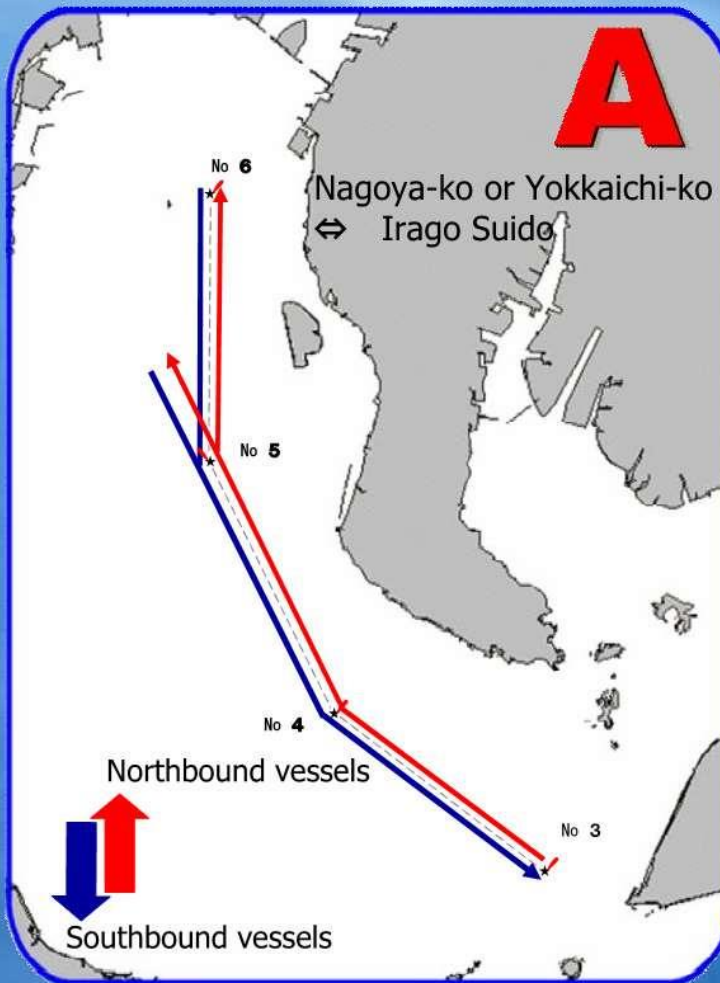 A
No 6
Nagoya-ko or Yokkaichi-ko
⇔ Irago Suido
No 5
No 4
Northbound vessels
No 3
Southbound vessels